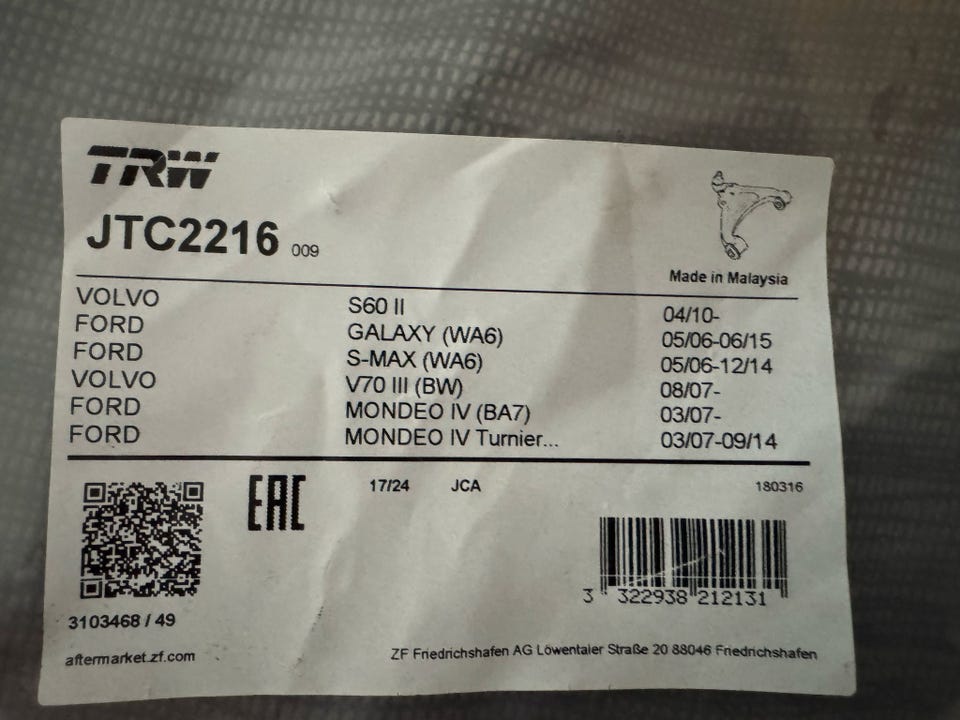 TRW
JTC2216 009
Made in Malaysia
VOLVO S60 II 04/10-
FORD GALAXY (WA6) 05/06-06/15
FORD S-MAX (WA6) 05/06-12/14
VOLVO V70 III (BW) 08/07-
FORD MONDEO IV (BA7) 03/07-
FORD MONDEO IV Turnier... 03/07-09/14
EAC 17/24 JCA 180316
3 322938 212131
3103468 / 49
aftermarket.zf.com ZF Friedrichshafen AG Löwentaler Straße 20 88046 Friedrichshafen